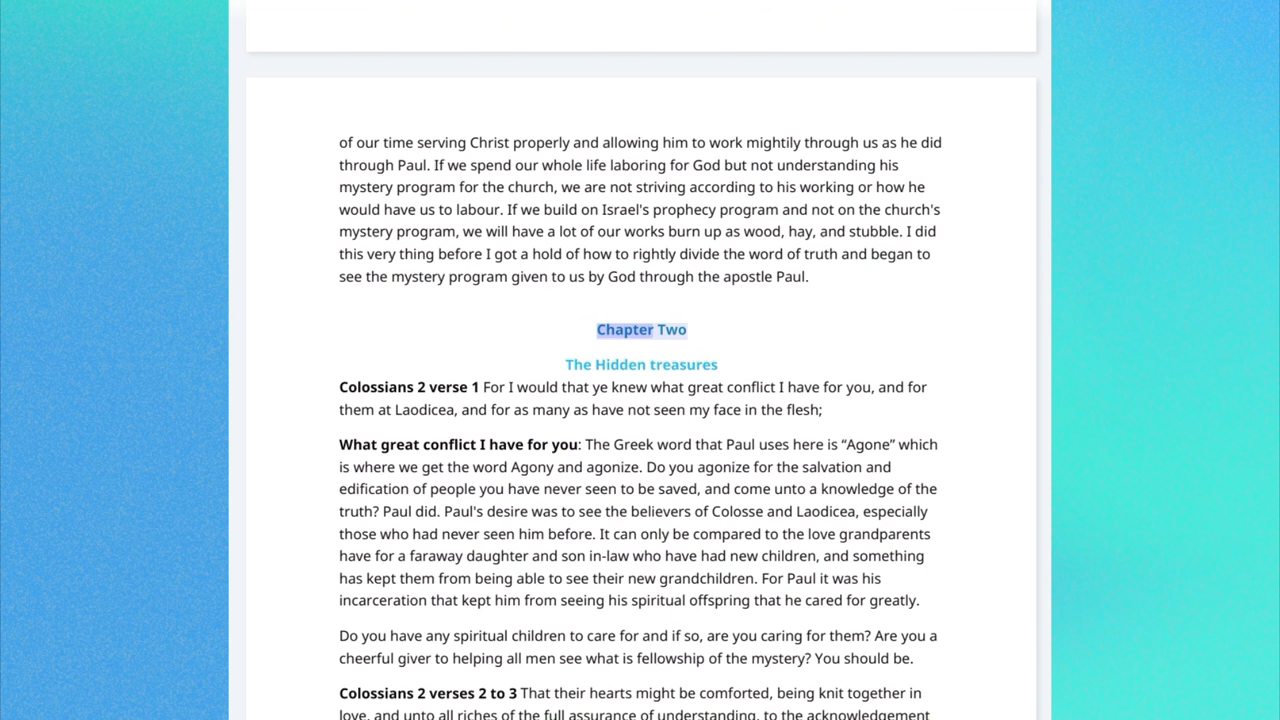 of our time serving Christ properly and allowing him to work mightily through us as he did
through Paul. If we spend our whole life laboring for God but not understanding his
mystery program for the church, we are not striving according to his working or how he
would have us to labour. If we build on Israel's prophecy program and not on the church's
mystery program, we will have a lot of our works burn up as wood, hay, and stubble. I did
this very thing before I got a hold of how to rightly divide the word of truth and began to
see the mystery program given to us by God through the apostle Paul.
Chapter Two
The Hidden treasures
Colossians 2 verse 1 For I would that ye knew what great conflict I have for you, and for
them at Laodicea, and for as many as have not seen my face in the flesh;
What great conflict I have for you: The Greek word that Paul uses here is “Agone” which
is where we get the word Agony and agonize. Do you agonize for the salvation and
edification of people you have never seen to be saved, and come unto a knowledge of the
truth? Paul did. Paul's desire was to see the believers of Colosse and Laodicea, especially
those who had never seen him before. It can only be compared to the love grandparents
have for a faraway daughter and son in-law who have had new children, and something
has kept them from being able to see their new grandchildren. For Paul it was his
incarceration that kept him from seeing his spiritual offspring that he cared for greatly.
Do you have any spiritual children to care for and if so, are you caring for them? Are you a
cheerful giver to helping all men see what is fellowship of the mystery? You should be.
Colossians 2 verses 2 to 3 That their hearts might be comforted, being knit together in
love, and unto all riches of the full assurance of understanding, to the acknowledgement